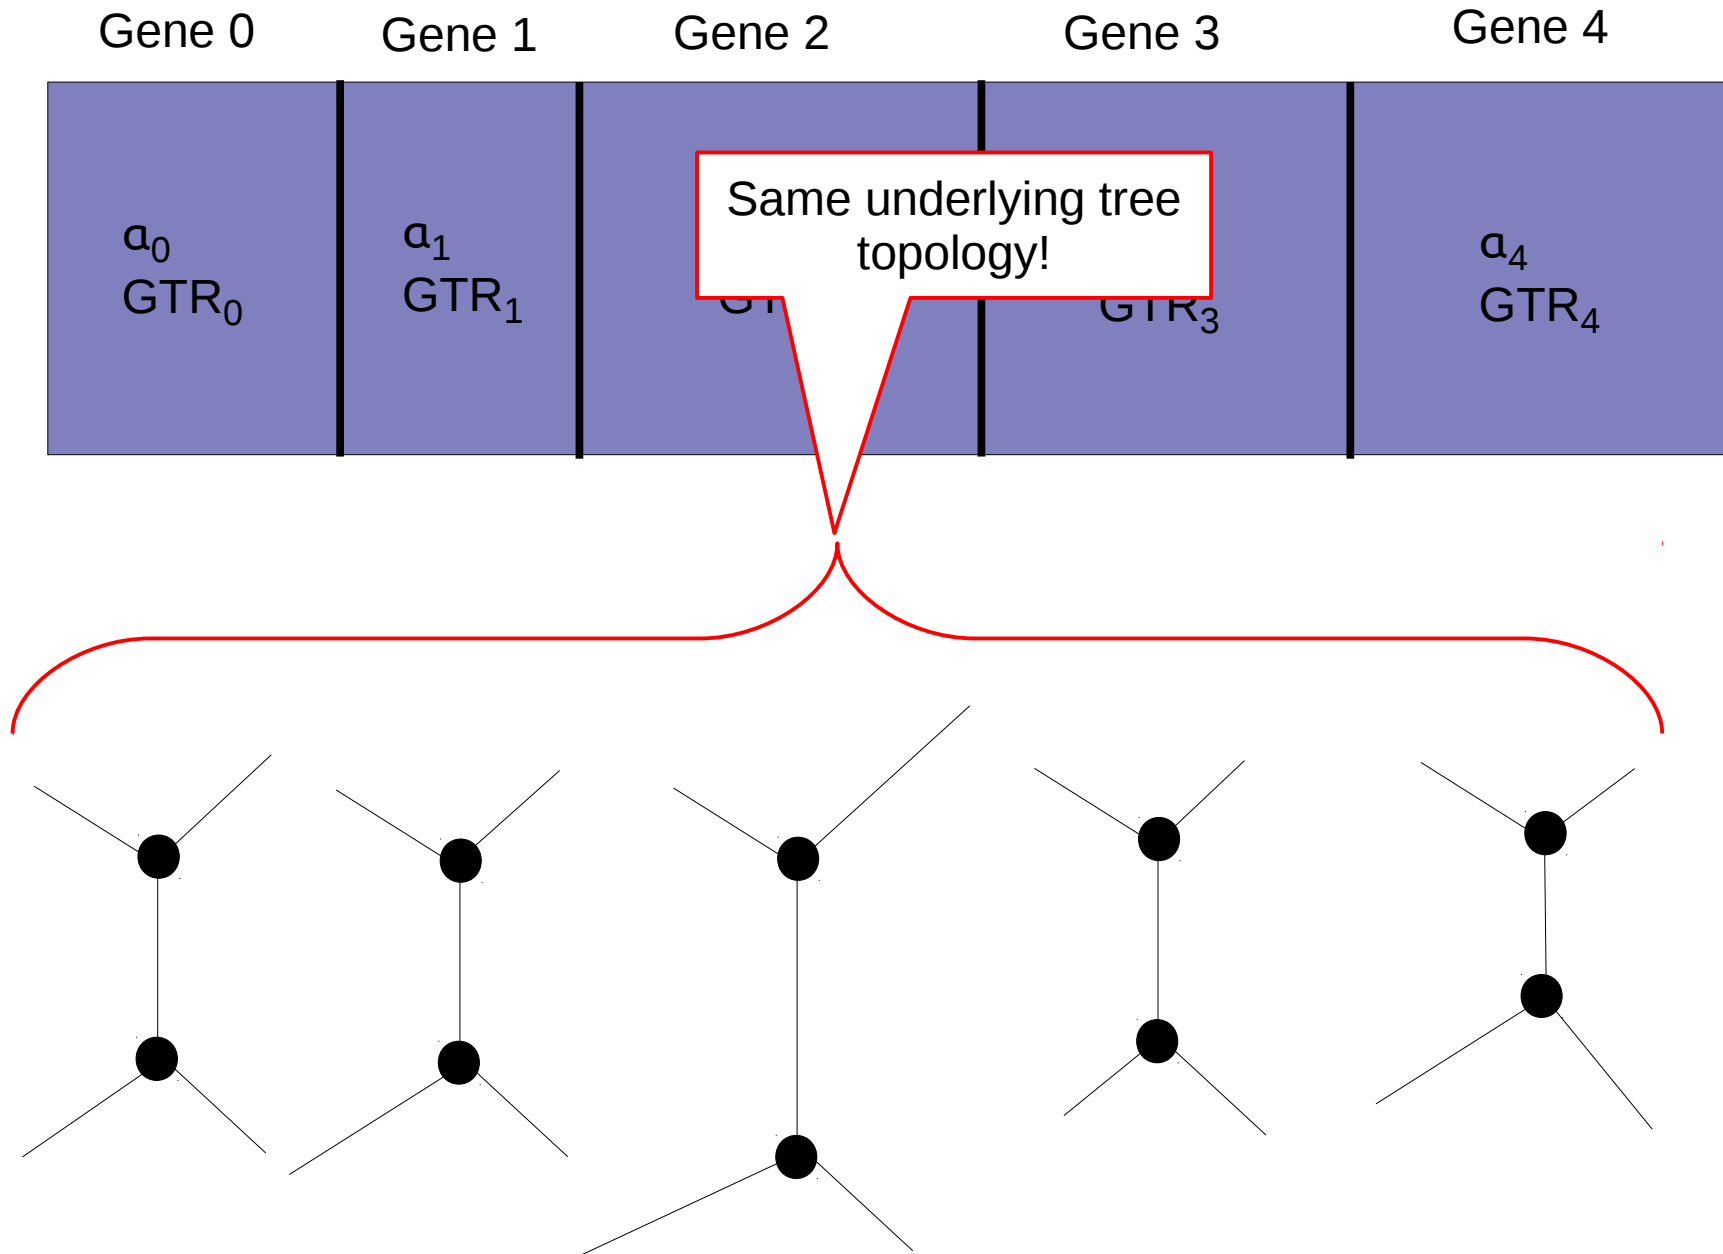 Gene 0
Gene 1
Gene 2
Gene 3
Gene 4
Same underlying tree
topology!
α0
GTR0
α1
GTR1
GTR3
α4
GTR4